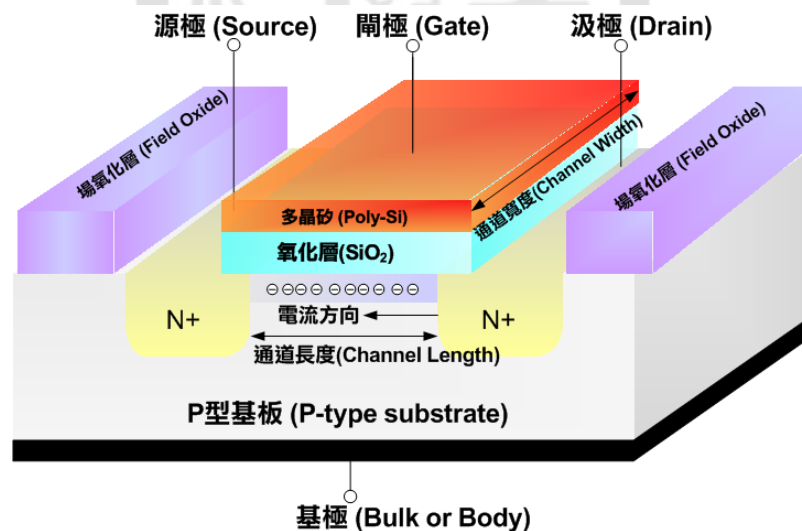 源極 (Source)
閘極 (Gate)
汲極 (Drain)
場氧化層 (Field Oxide)
通道寬度(Channel Width)
場氧化層 (Field Oxide)
多晶矽 (Poly-Si)
氧化層(SiO₂)
N+
電流方向
N+
通道長度(Channel Length)
P型基板 (P-type substrate)
基極 (Bulk or Body)